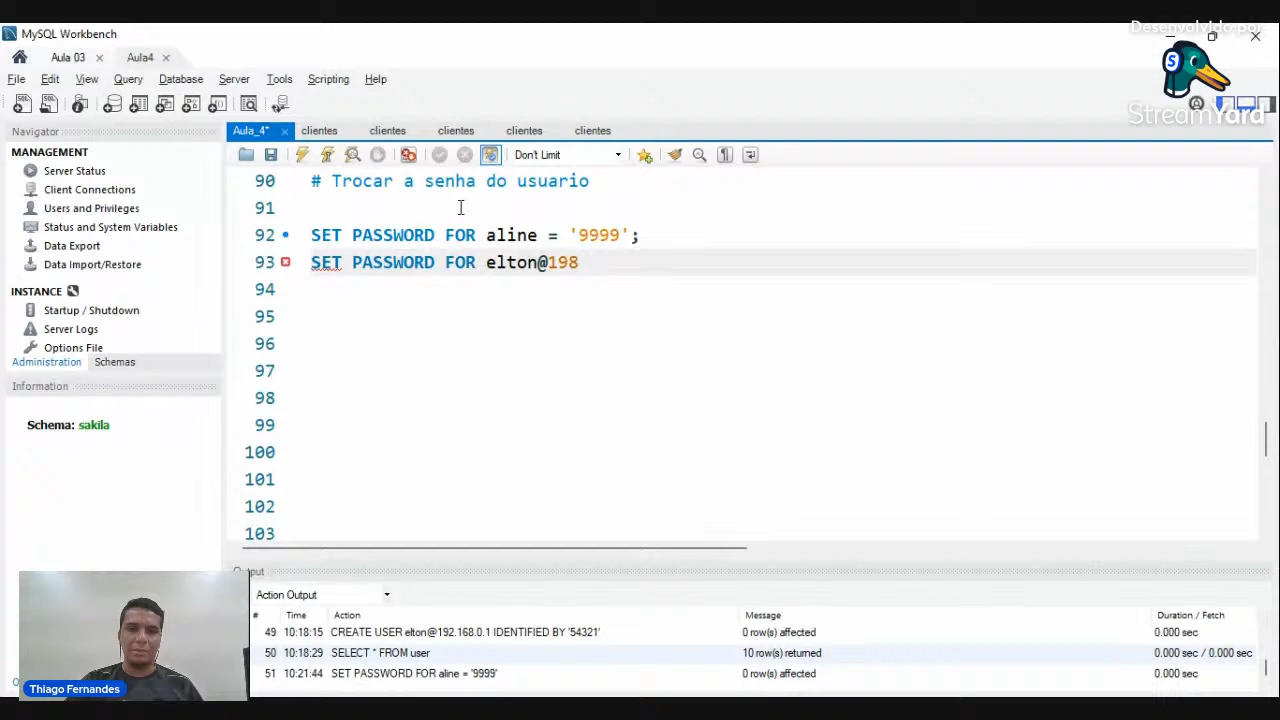 Desenvolvido por
StreamYard
MySQL Workbench
Aula 03
Aula4
File Edit View Query Database Server Tools Scripting Help
Navigator
Aula_4* clientes clientes clientes clientes clientes
MANAGEMENT
Server Status
Client Connections
Users and Privileges
Status and System Variables
Data Export
Data Import/Restore
INSTANCE
Startup / Shutdown
Server Logs
Options File
Administration Schemas
Information
Schema: sakila
Don't Limit
90 # Trocar a senha do usuario
91
92 SET PASSWORD FOR aline = '9999';
93 SET PASSWORD FOR elton@198
94
95
96
97
98
99
100
101
102
103
Action Output
# Time Action Message Duration / Fetch
49 10:18:15 CREATE USER elton@192.168.0.1 IDENTIFIED BY '54321' 0 row(s) affected 0.000 sec
50 10:18:29 SELECT * FROM user 10 row(s) returned 0.000 sec / 0.000 sec
51 10:21:44 SET PASSWORD FOR aline = '9999' 0 row(s) affected 0.000 sec
Thiago Fernandes